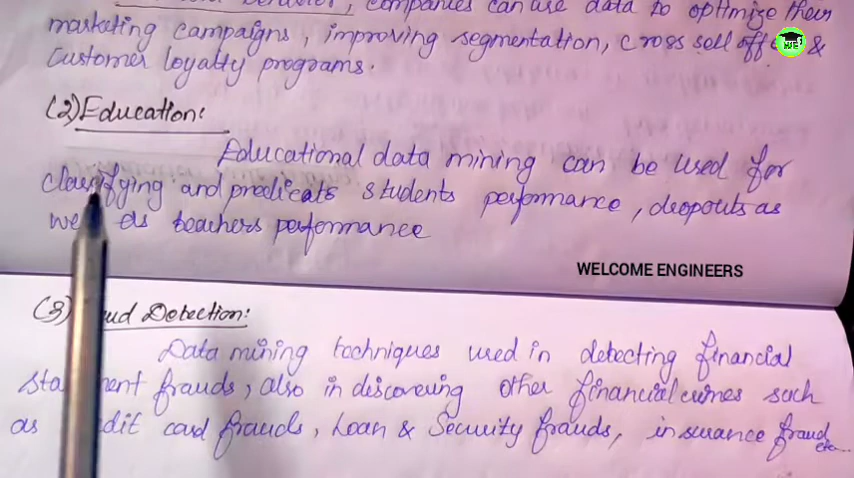 behavior, companies can use data to optimize their
marketing campaigns, improving segmentation, cross sell offers &
Customer loyalty programs.
(2) Education:
Educational data mining can be used for
classifying and predicats students performance, dropouts as
well as teachers performance
WELCOME ENGINEERS
(3) Fraud Detection:
Data mining techniques used in detecting financial
statement frauds, also in discovering other financial crimes such
as credit card frauds, Loan & Security frauds, insurance fraud etc...